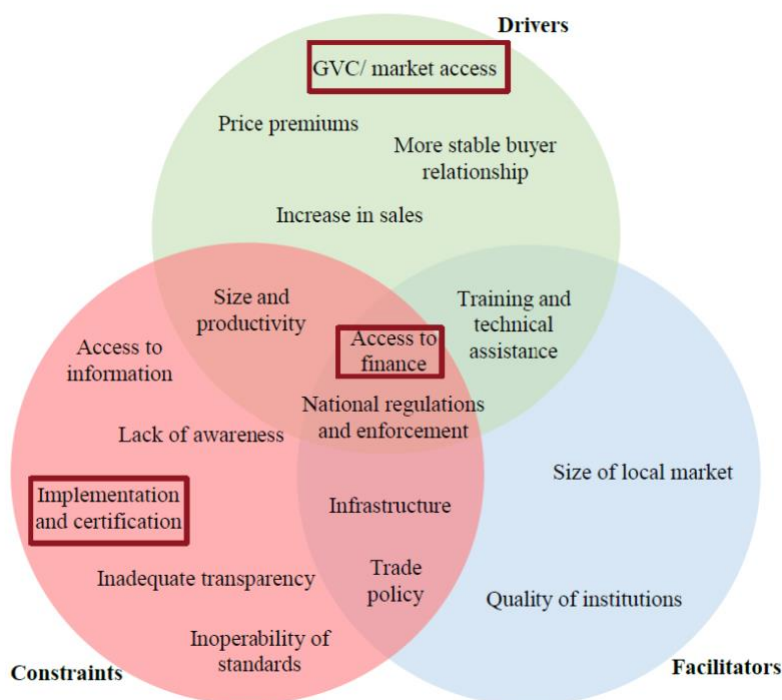 Drivers
GVC/ market access
Price premiums
More stable buyer
relationship
Increase in sales
Size and
productivity
Training and
technical
assistance
Access to
finance
Access to
information
National regulations
and enforcement
Lack of awareness
Size of local market
Implementation
and certification
Infrastructure
Inadequate transparency
Trade
policy
Quality of institutions
Inoperability of
standards
Constraints
Facilitators